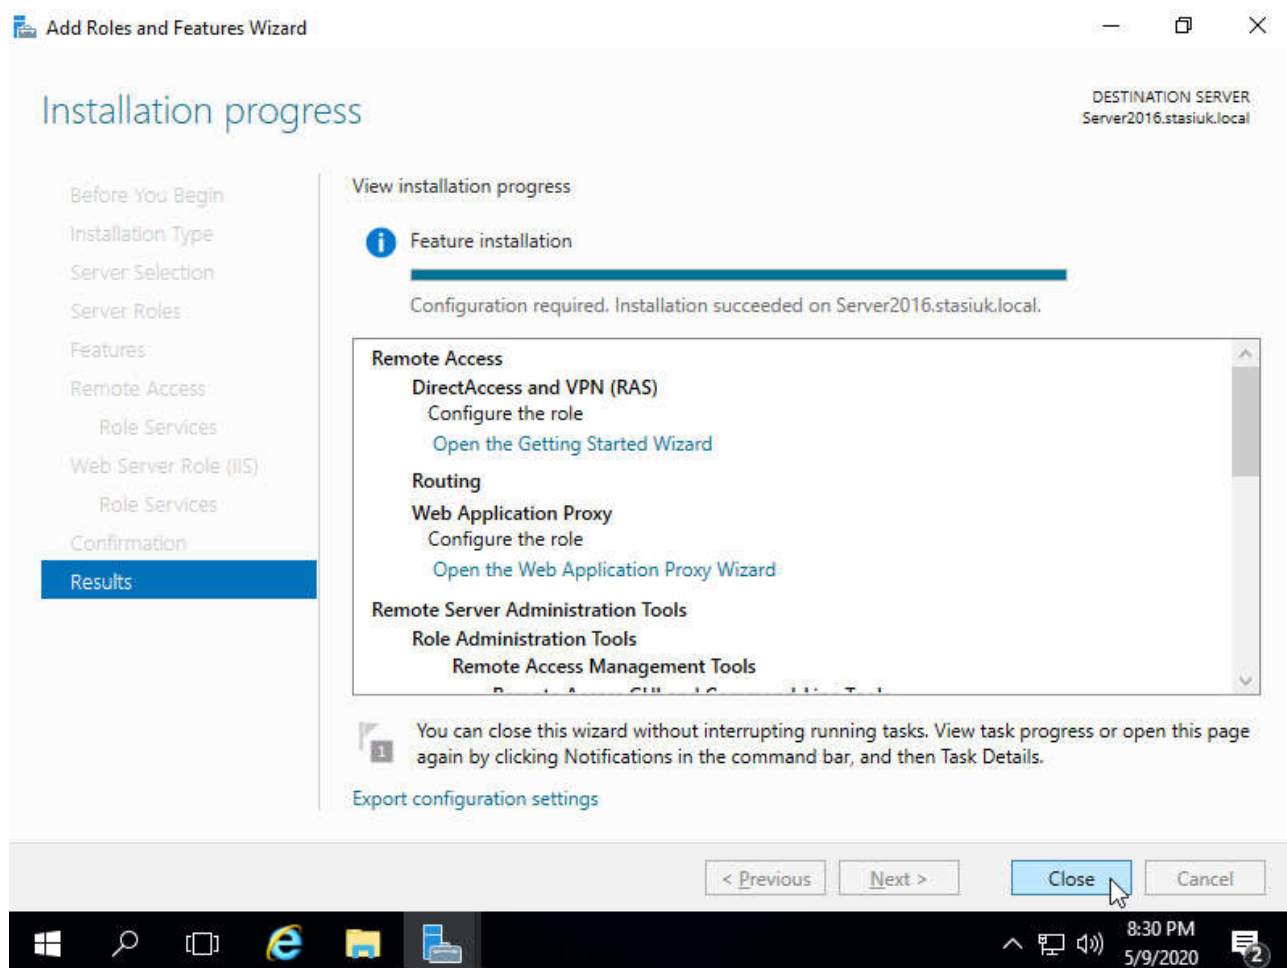 Add Roles and Features Wizard
Installation progress
DESTINATION SERVER
Server2016.stasiuk.local
Before You Begin
Installation Type
Server Selection
Server Roles
Features
Remote Access
Role Services
Web Server Role (IIS)
Role Services
Confirmation
Results
View installation progress
Feature installation
Configuration required. Installation succeeded on Server2016.stasiuk.local.
Remote Access
DirectAccess and VPN (RAS)
Configure the role
Open the Getting Started Wizard
Routing
Web Application Proxy
Configure the role
Open the Web Application Proxy Wizard
Remote Server Administration Tools
Role Administration Tools
Remote Access Management Tools
1
You can close this wizard without interrupting running tasks. View task progress or open this page
again by clicking Notifications in the command bar, and then Task Details.
Export configuration settings
< Previous
Next >
Close
Cancel
8:30 PM
5/9/2020
2